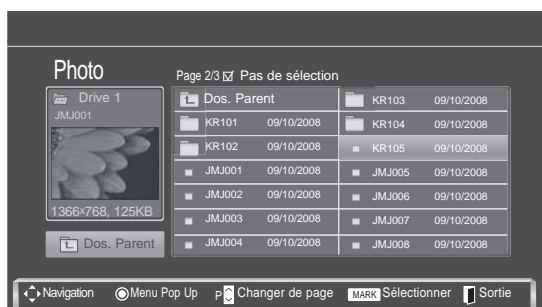 Photo
Page 2/3 Pas de sélection
Drive 1
JMJ001
1366x768, 125KB
Dos. Parent
Dos. Parent
KR101 09/10/2008
KR102 09/10/2008
JMJ001 09/10/2008
JMJ002 09/10/2008
JMJ003 09/10/2008
JMJ004 09/10/2008
KR103 09/10/2008
KR104 09/10/2008
KR105 09/10/2008
JMJ005 09/10/2008
JMJ006 09/10/2008
JMJ007 09/10/2008
JMJ008 09/10/2008
Navigation Menu Pop Up P Changer de page MARK Sélectionner Sortie